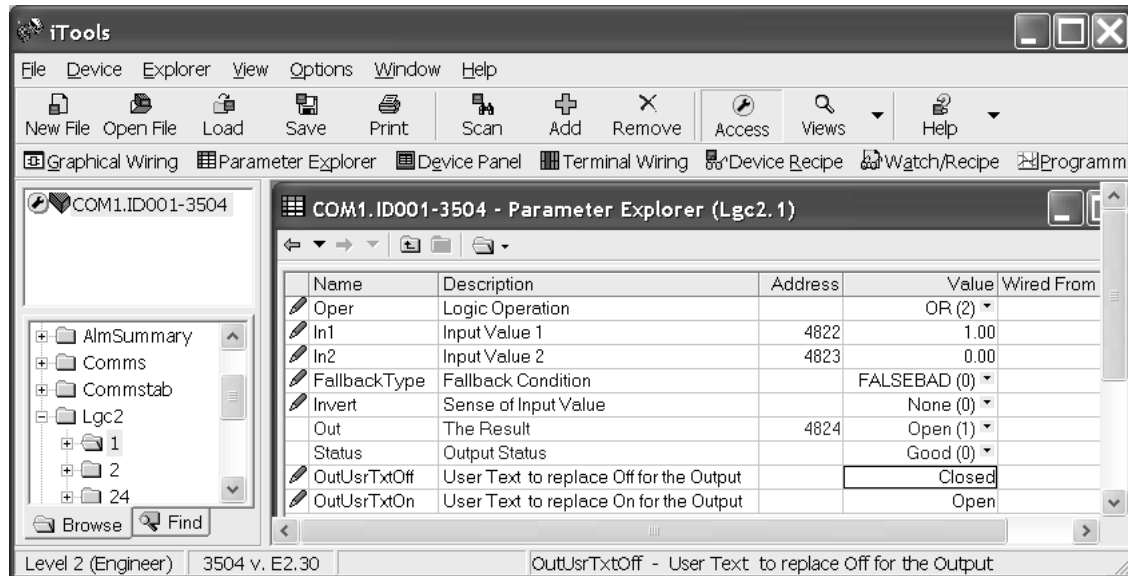 iTools
File Device Explorer View Options Window Help
New File Open File Load Save Print Scan Add Remove Access Views Help
Graphical Wiring Parameter Explorer Device Panel Terminal Wiring Device Recipe Watch/Recipe Programm
COM1.ID001-3504
COM1.ID001-3504 - Parameter Explorer (Lgc2.1)
Name Description Address Value Wired From
Oper Logic Operation OR (2)
In1 Input Value 1 4822 1.00
In2 Input Value 2 4823 0.00
FallbackType Fallback Condition FALSEBAD (0)
Invert Sense of Input Value None (0)
Out The Result 4824 Open (1)
Status Output Status Good (0)
OutUsrTxtOff User Text to replace Off for the Output Closed
OutUsrTxtOn User Text to replace On for the Output Open
AlmSummary
Comms
Commstab
Lgc2
1
2
24
Browse Find
Level 2 (Engineer) 3504 v. E2.30 OutUsrTxtOff - User Text to replace Off for the Output